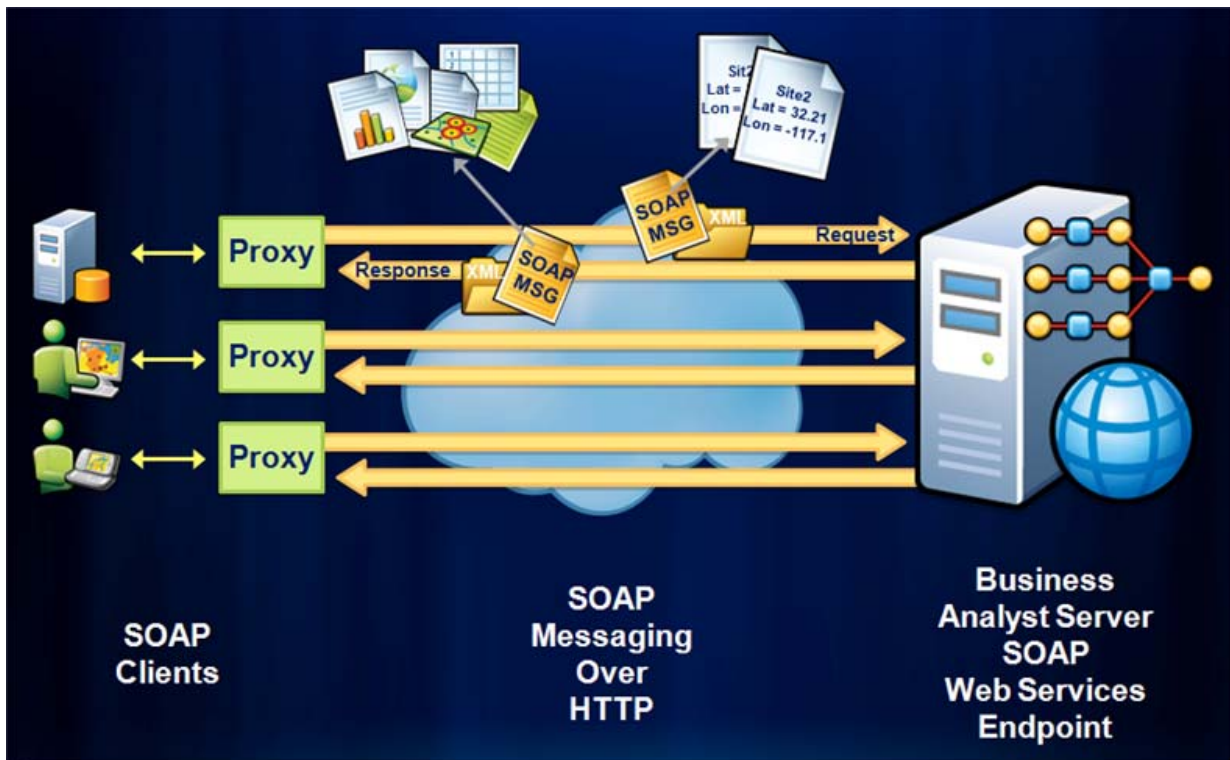 Sit2
Lat =
Lon =
Site2
Lat = 32.21
Lon = -117.1
SOAP
MSG
XML
Request
Proxy
Response
XML
SOAP
MSG
Proxy
Proxy
SOAP
Clients
SOAP
Messaging
Over
HTTP
Business
Analyst Server
SOAP
Web Services
Endpoint